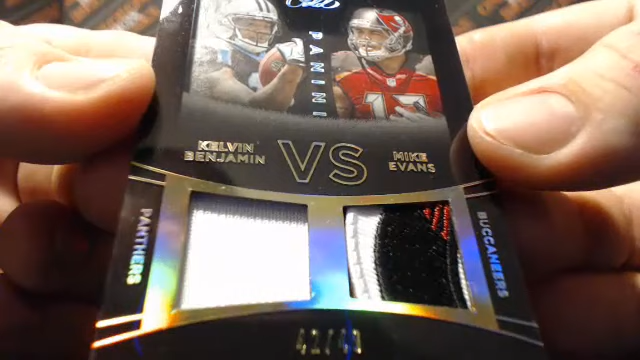 PANINI
KELVIN
BENJAMIN
VS
MIKE
EVANS
PANTHERS
BUCCANEERS